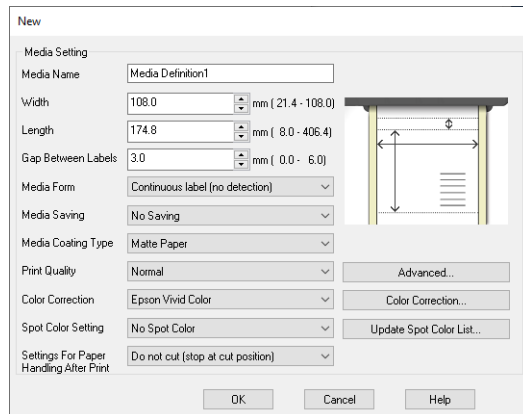 New
Media Setting
Media Name Media Definition1
Width 108.0 mm ( 21.4 - 108.0)
Length 174.8 mm ( 8.0 - 406.4)
Gap Between Labels 3.0 mm ( 0.0 - 6.0)
Media Form Continuous label (no detection)
Media Saving No Saving
Media Coating Type Matte Paper
Print Quality Normal Advanced...
Color Correction Epson Vivid Color Color Correction...
Spot Color Setting No Spot Color Update Spot Color List...
Settings For Paper
Handling After Print Do not cut (stop at cut position)
OK Cancel Help